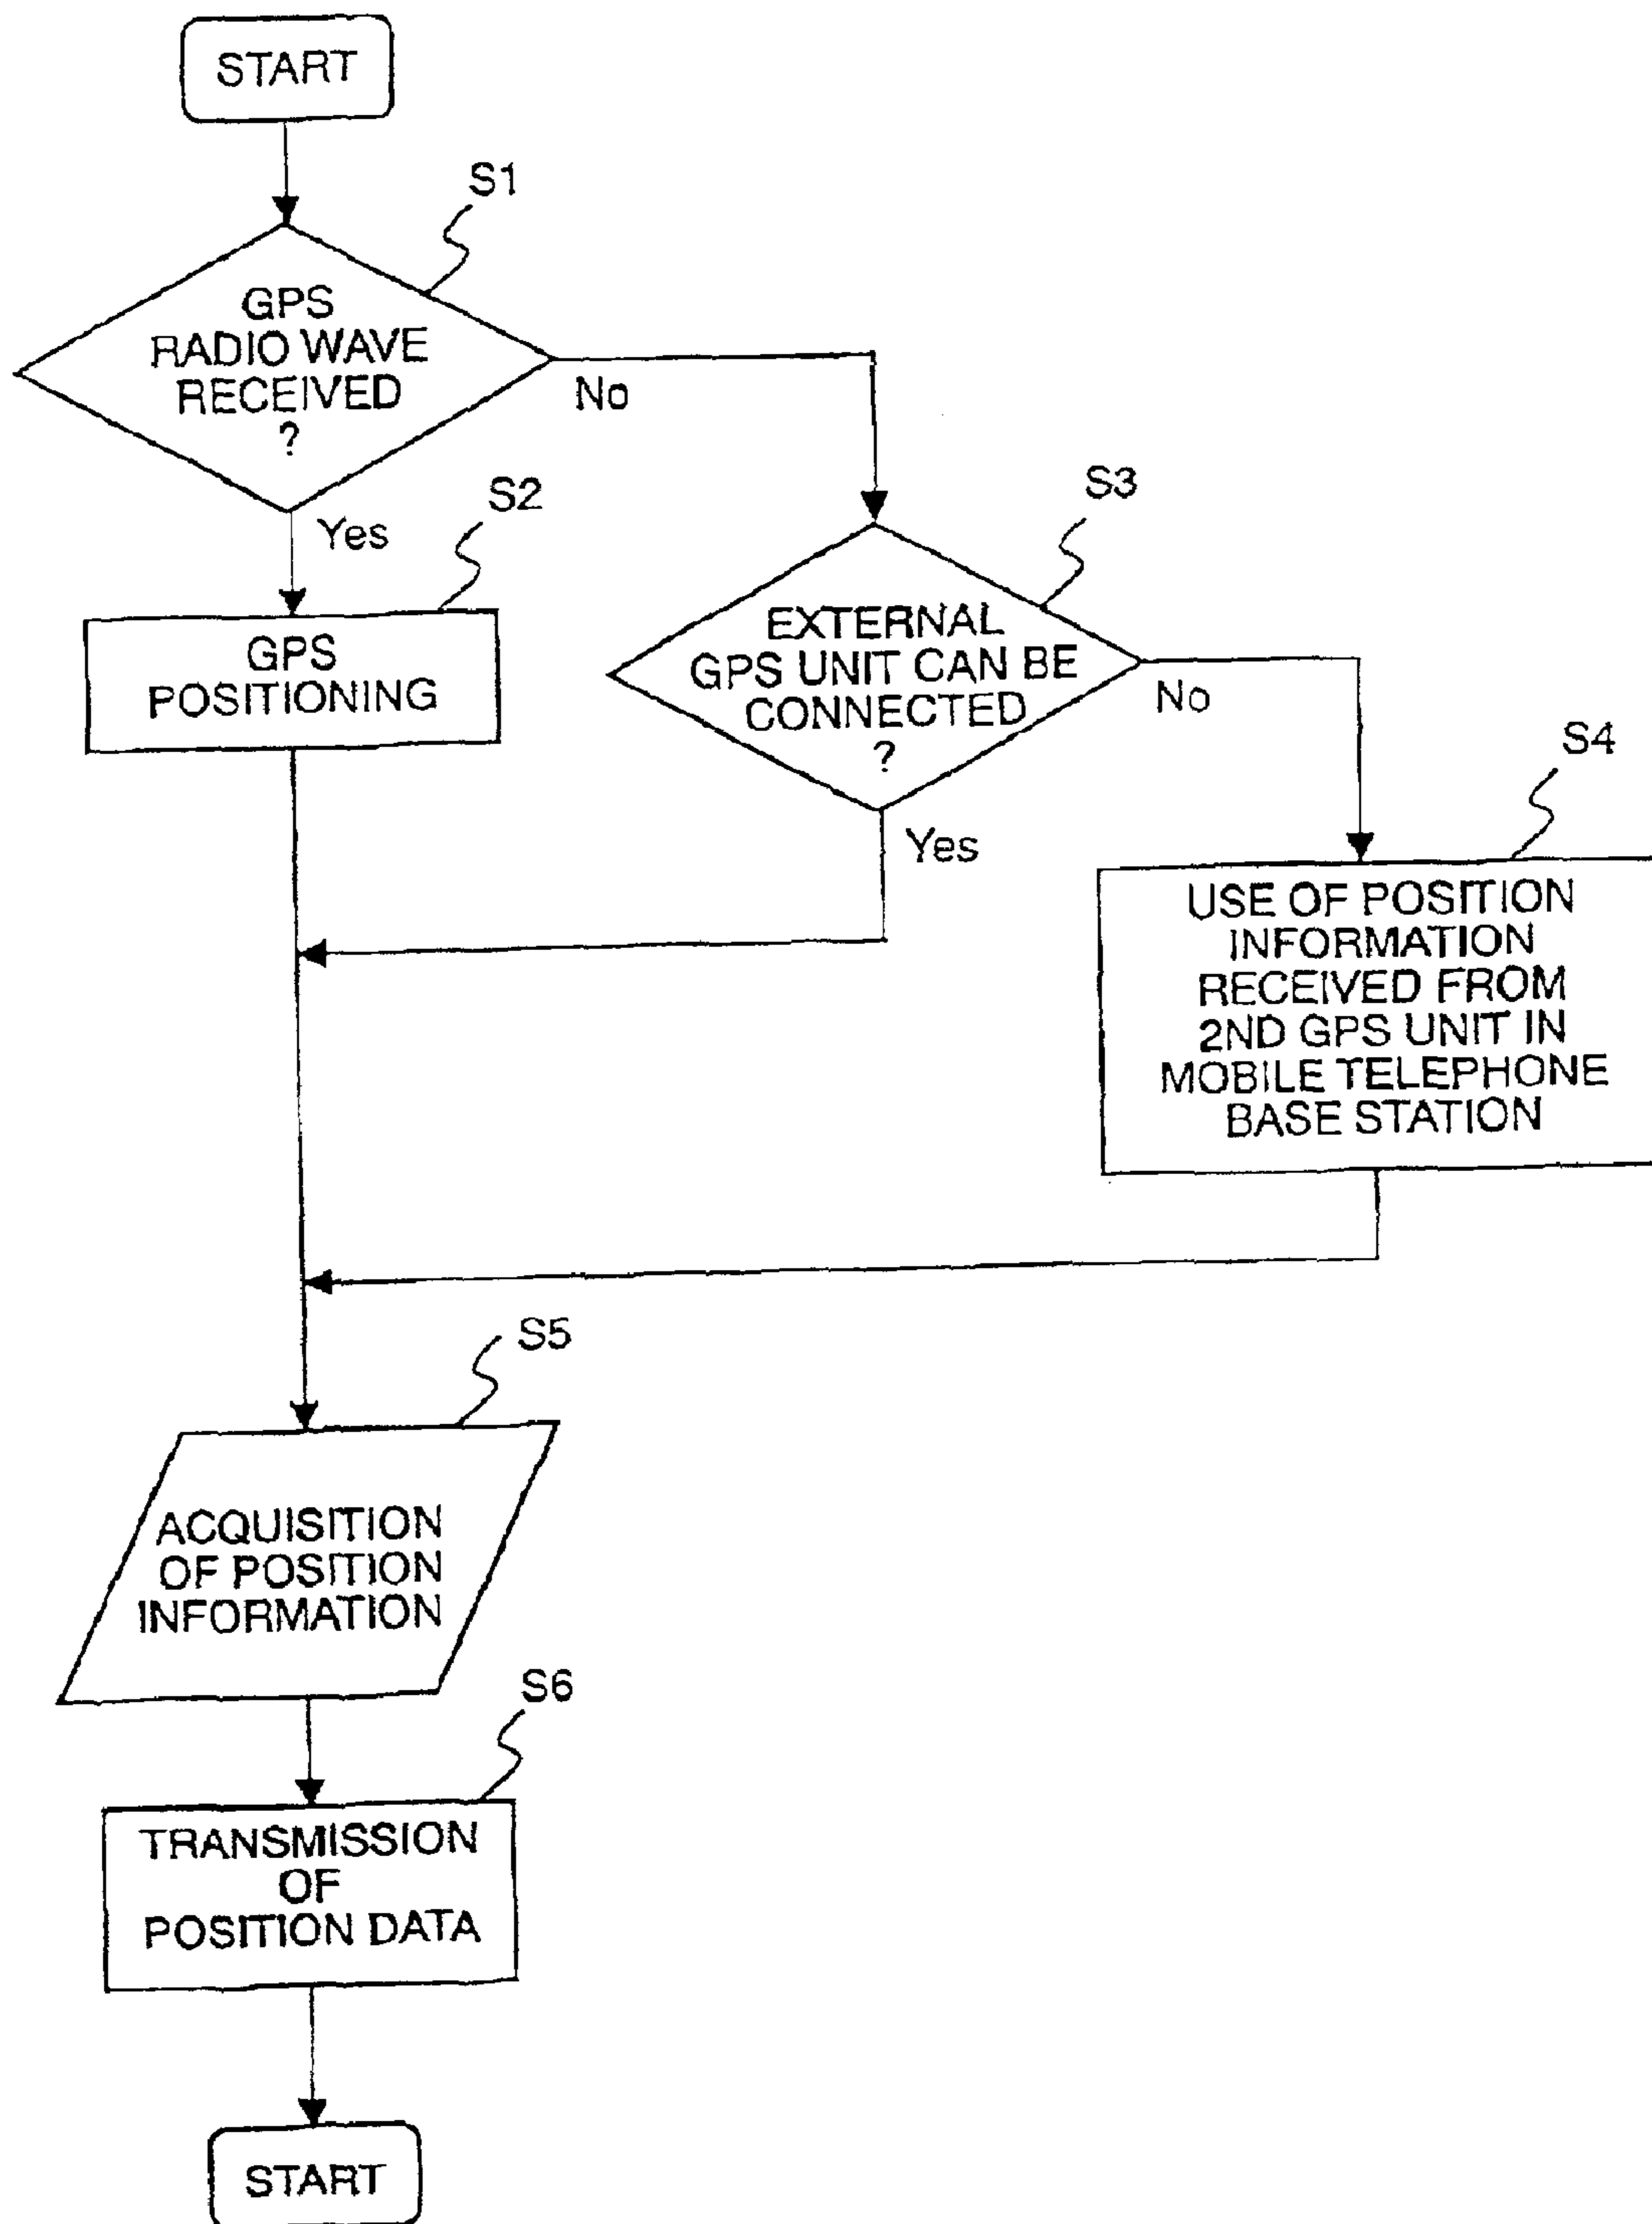 START
S1
GPS
RADIO WAVE
RECEIVED
?
No
Yes
S2
GPS
POSITIONING
S3
EXTERNAL
GPS UNIT CAN BE
CONNECTED
?
No
Yes
S4
USE OF POSITION
INFORMATION
RECEIVED FROM
2ND GPS UNIT IN
MOBILE TELEPHONE
BASE STATION
S5
ACQUISITION
OF POSITION
INFORMATION
S6
TRANSMISSION
OF
POSITION DATA
START